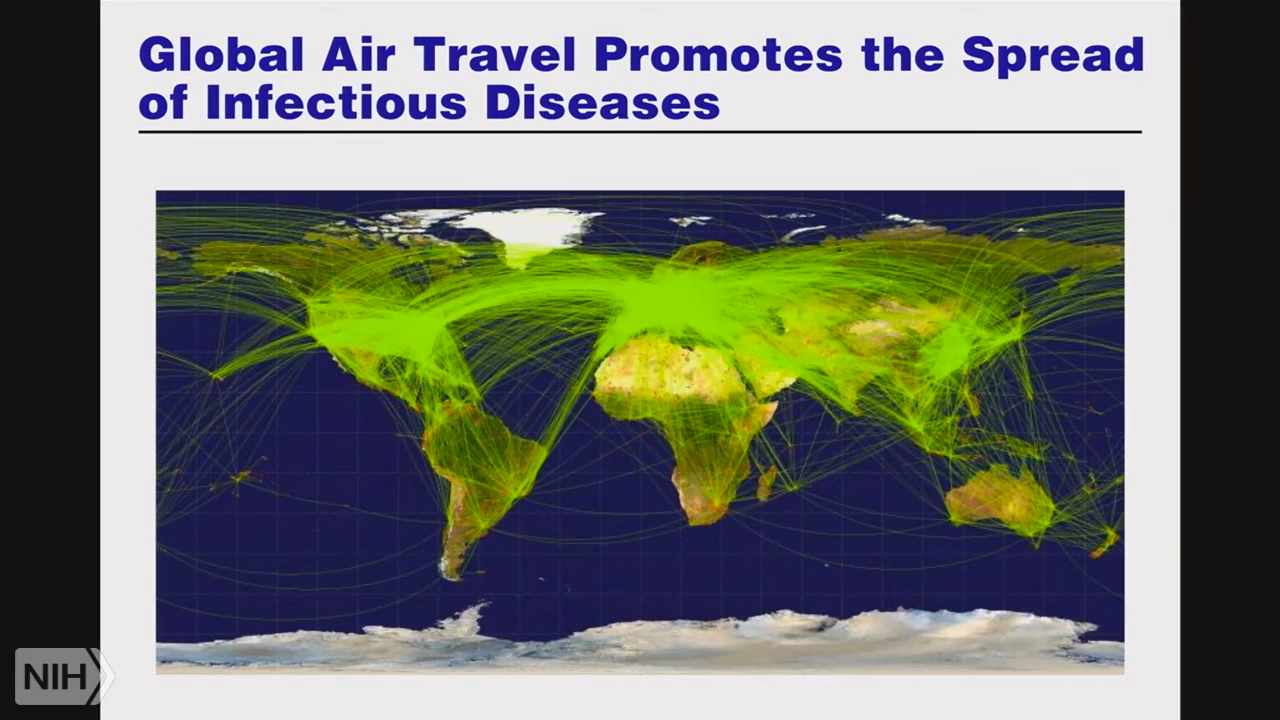 Global Air Travel Promotes the Spread
of Infectious Diseases
NIH